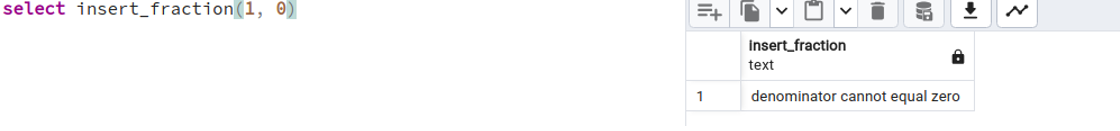 select insert_fraction(1, 0)
insert_fraction
text
1 denominator cannot equal zero